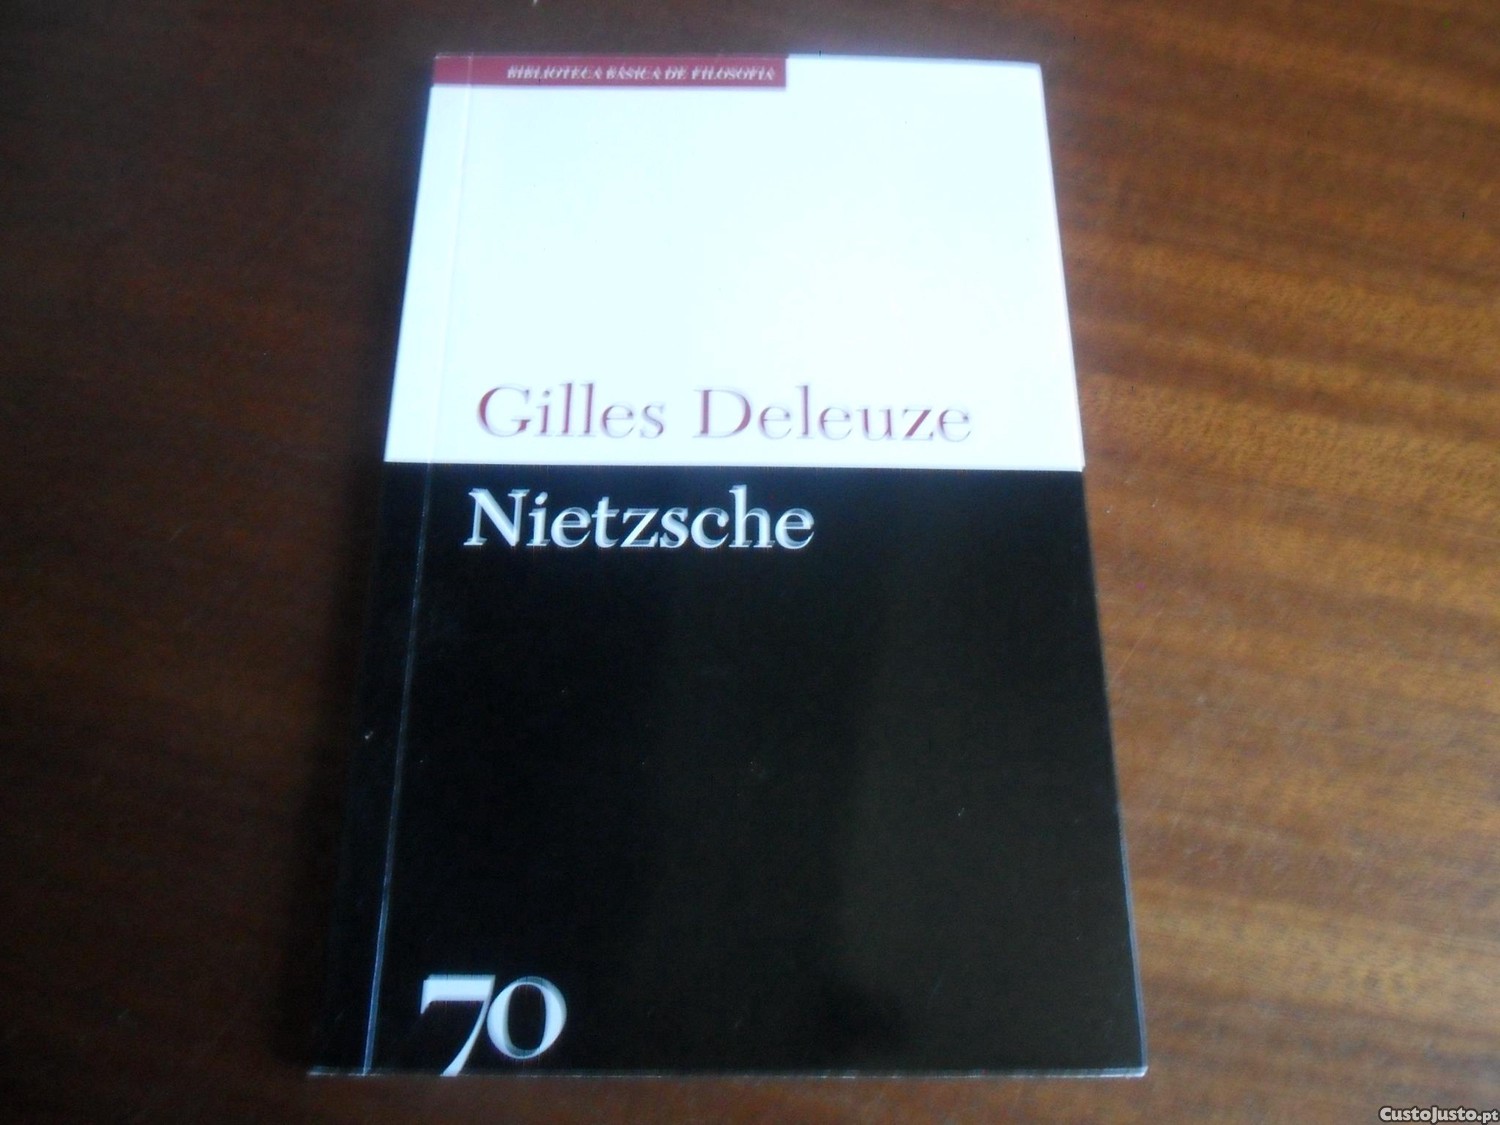 BIBLIOTECA BÁSICA DE FILOSOFIA
Gilles Deleuze
Nietzsche
70
CustoJusto.pt